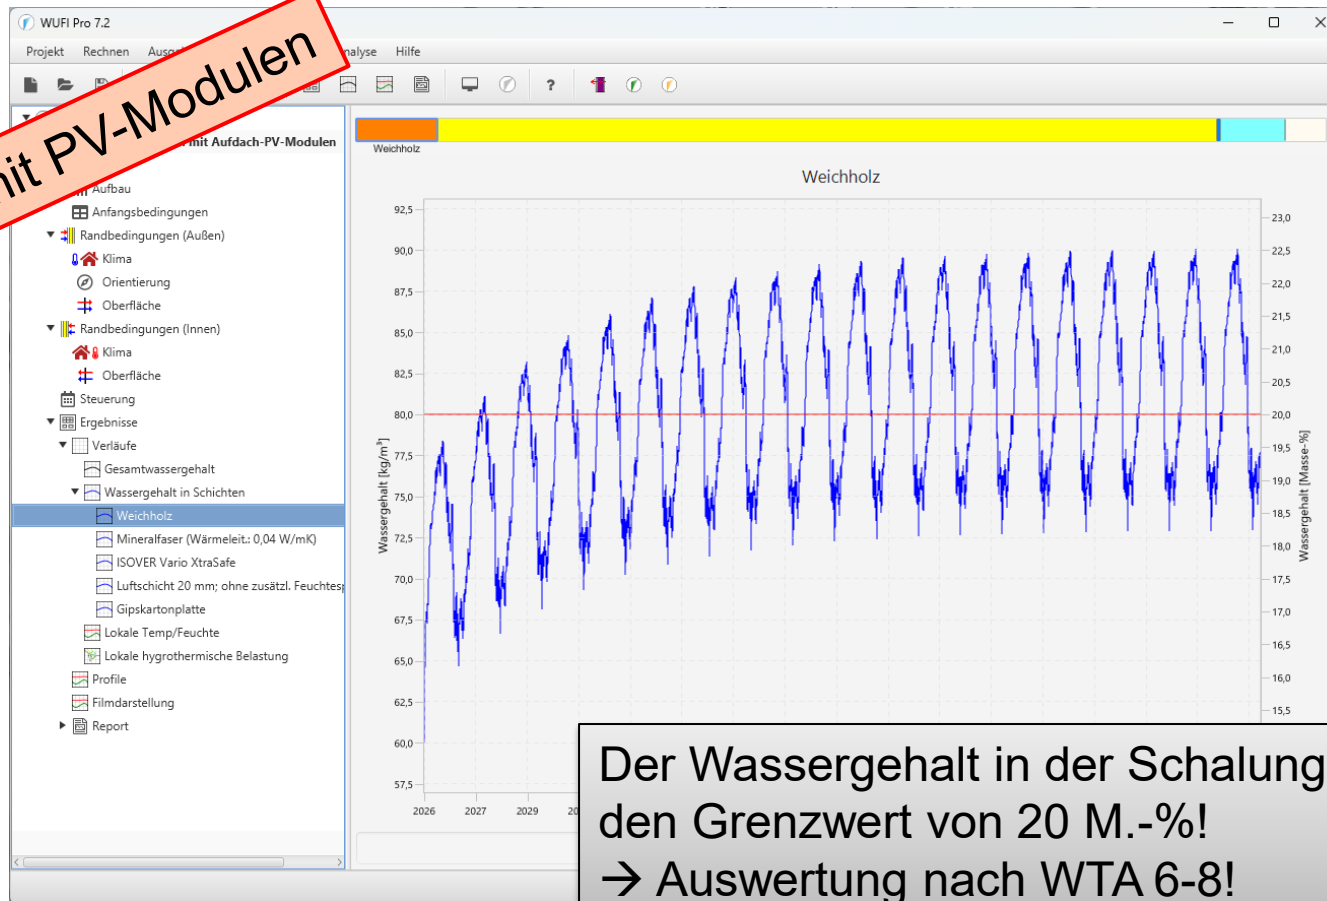 WUFI Pro 7.2
Projekt Rechnen Hilfe
mit PV-Modulen
mit Aufdach-PV-Modulen
Aufbau
Anfangsbedingungen
Randbedingungen (Außen)
Klima
Orientierung
Oberfläche
Randbedingungen (Innen)
Klima
Oberfläche
Steuerung
Ergebnisse
Verläufe
Gesamtwassergehalt
Wassergehalt in Schichten
Weichholz
Mineralfaser (Wärmeleit.: 0,04 W/mK)
ISOVER Vario XtraSafe
Luftschicht 20 mm; ohne zusätzl.
Gipskartonplatte
Lokale Temp/Feuchte
Lokale hygrothermische Belastung
Profile
Filmdarstellung
Report
Weichholz
Weichholz
Wassergehalt [kg/m³]
92,5
90,0
87,5
85,0
82,5
80,0
77,5
75,0
72,5
70,0
67,5
65,0
62,5
60,0
57,5
2026 2027 2029
23,0
22,5
22,0
21,5
21,0
20,5
20,0
19,5
19,0
18,5
18,0
17,5
17,0
16,5
16,0
15,5
Wassergehalt [Masse-%]
Der Wassergehalt in der Schalung
den Grenzwert von 20 M.-%!
→ Auswertung nach WTA 6-8!